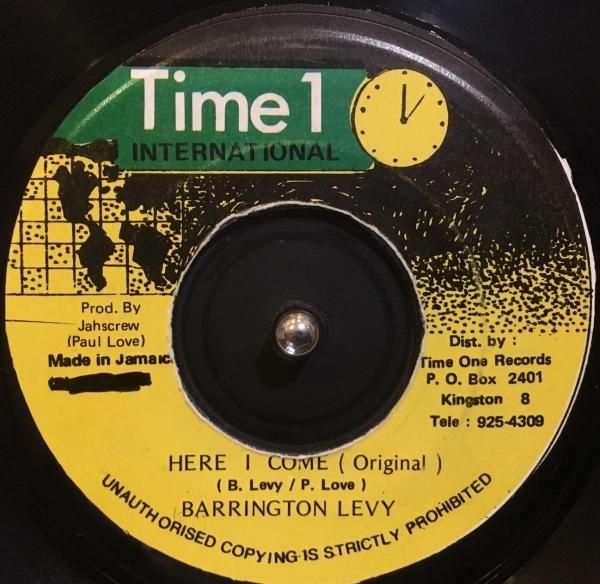 Time 1
INTERNATIONAL
Prod. By
Jahscrew
(Paul Love)
Made in Jamaica
Dist. by :
Time One Records
P. O. Box 2401
Kingston 8
Tele : 925-4309
HERE I COME ( Original )
( B. Levy / P. Love )
BARRINGTON LEVY
UNAUTHORISED COPYING IS STRICTLY PROHIBITED